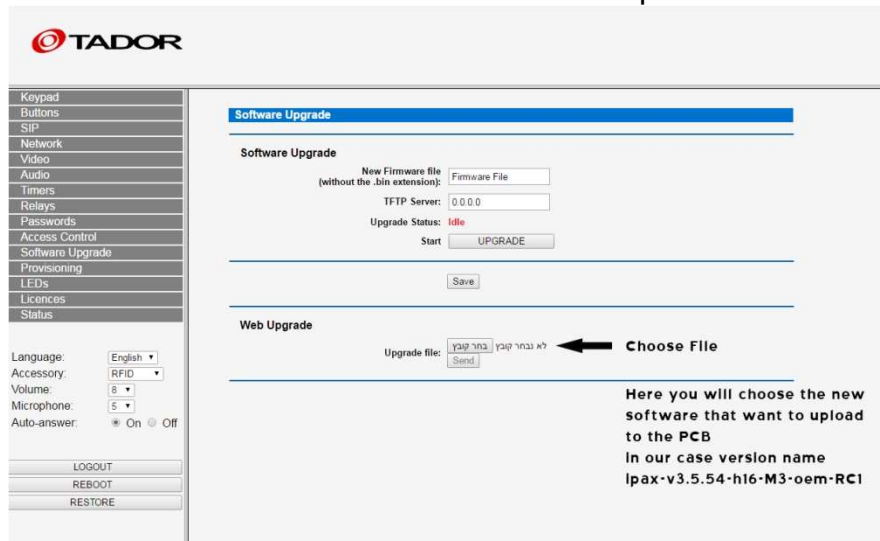 TADOR
Keypad
Buttons
SIP
Network
Video
Audio
Timers
Relays
Passwords
Access Control
Software Upgrade
Provisioning
LEDs
Licences
Status
Language: English
Accessory: RFID
Volume: 8
Microphone: 5
Auto-answer: On Off
LOGOUT
REBOOT
RESTORE
Software Upgrade
Software Upgrade
New Firmware file
(without the .bin extension): Firmware File
TFTP Server: 0.0.0.0
Upgrade Status: Idle
Start UPGRADE
Save
Web Upgrade
Upgrade file: בחר קובץ לא נבחר קובץ
Send
Choose File
Here you will choose the new
software that want to upload
to the PCB
In our case version name
Ipax-v3.5.54-h16-M3-oem-RC1